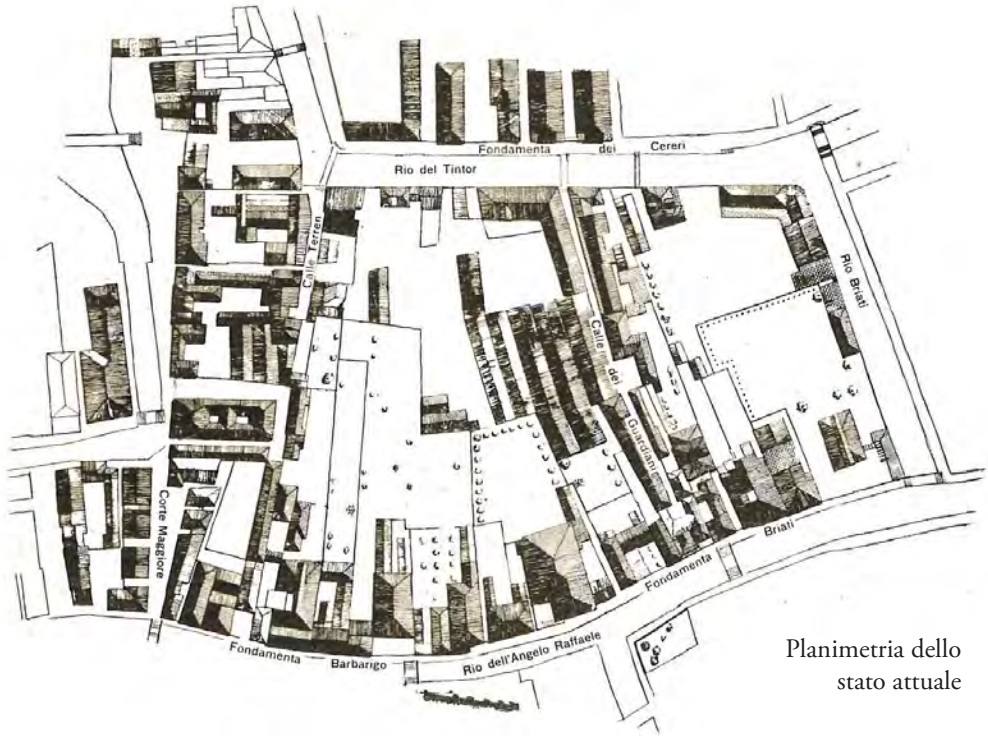 Fondamenta dei Cereri
Rio del Tintor
Calle Terren
Rio Briati
Calle dei Guardiani
Corte Maggiore
Fondamenta Briati
Fondamenta Barbarigo
Rio dell'Angelo Raffaele
Planimetria dello
stato attuale